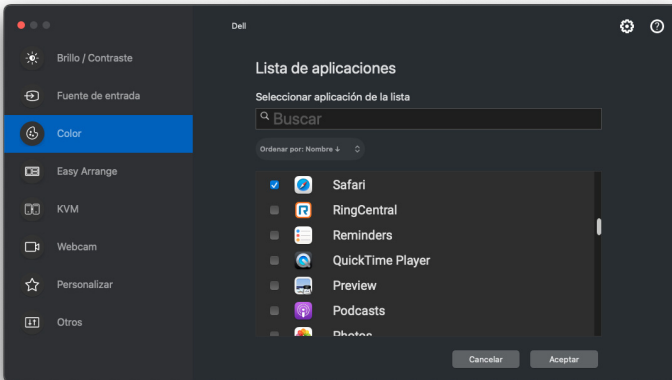 Dell
Brillo / Contraste
Fuente de entrada
Color
Easy Arrange
KVM
Webcam
Personalizar
Otros
Lista de aplicaciones
Seleccionar aplicación de la lista
Buscar
Ordenar por: Nombre ↓
Safari
RingCentral
Reminders
QuickTime Player
Preview
Podcasts
Photos
Cancelar
Aceptar